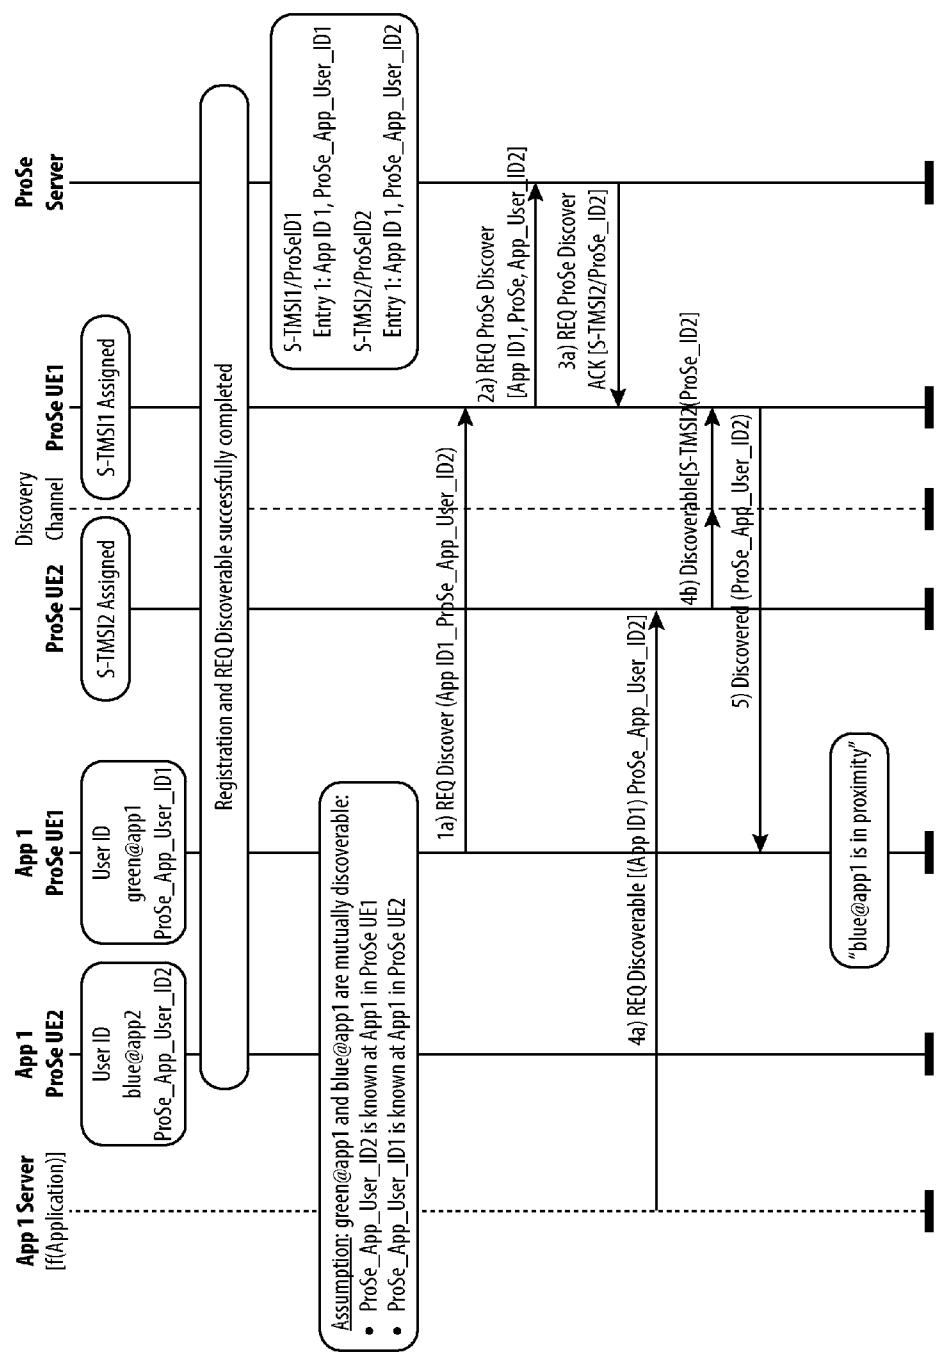 App 1 Server
[f(Application)]
App 1
ProSe UE2
App 1
ProSe UE1
ProSe UE2
Discovery
Channel
ProSe UE1
ProSe
Server
User ID
blue@app2
ProSe_App_User_ID2
User ID
green@app1
ProSe_App_User_ID1
S-TMSI2 Assigned
S-TMSI1 Assigned
Registration and REQ Discoverable successfully completed
S-TMSI1/ProSeID1
Entry 1: App ID 1, ProSe_App_User_ID1
S-TMSI2/ProSeID2
Entry 1: App ID 1, ProSe_App_User_ID2
Assumption: green@app1 and blue@app1 are mutually discoverable:
• ProSe_App_User_ID2 is known at App1 in ProSe UE1
• ProSe_App_User_ID1 is known at App1 in ProSe UE2
1a) REQ Discover (App ID1_ProSe_App_User_ID2)
2a) REQ ProSe Discover
[App ID1, ProSe, App_User_ID2]
3a) REQ ProSe Discover
ACK [S-TMSI2/ProSe_ID2]
4a) REQ Discoverable [(App ID1) ProSe_App_User_ID2]
4b) Discoverable[S-TMSI2(ProSe_ID2]
5) Discovered (ProSe_App_User_ID2)
“blue@app1 is in proximity”